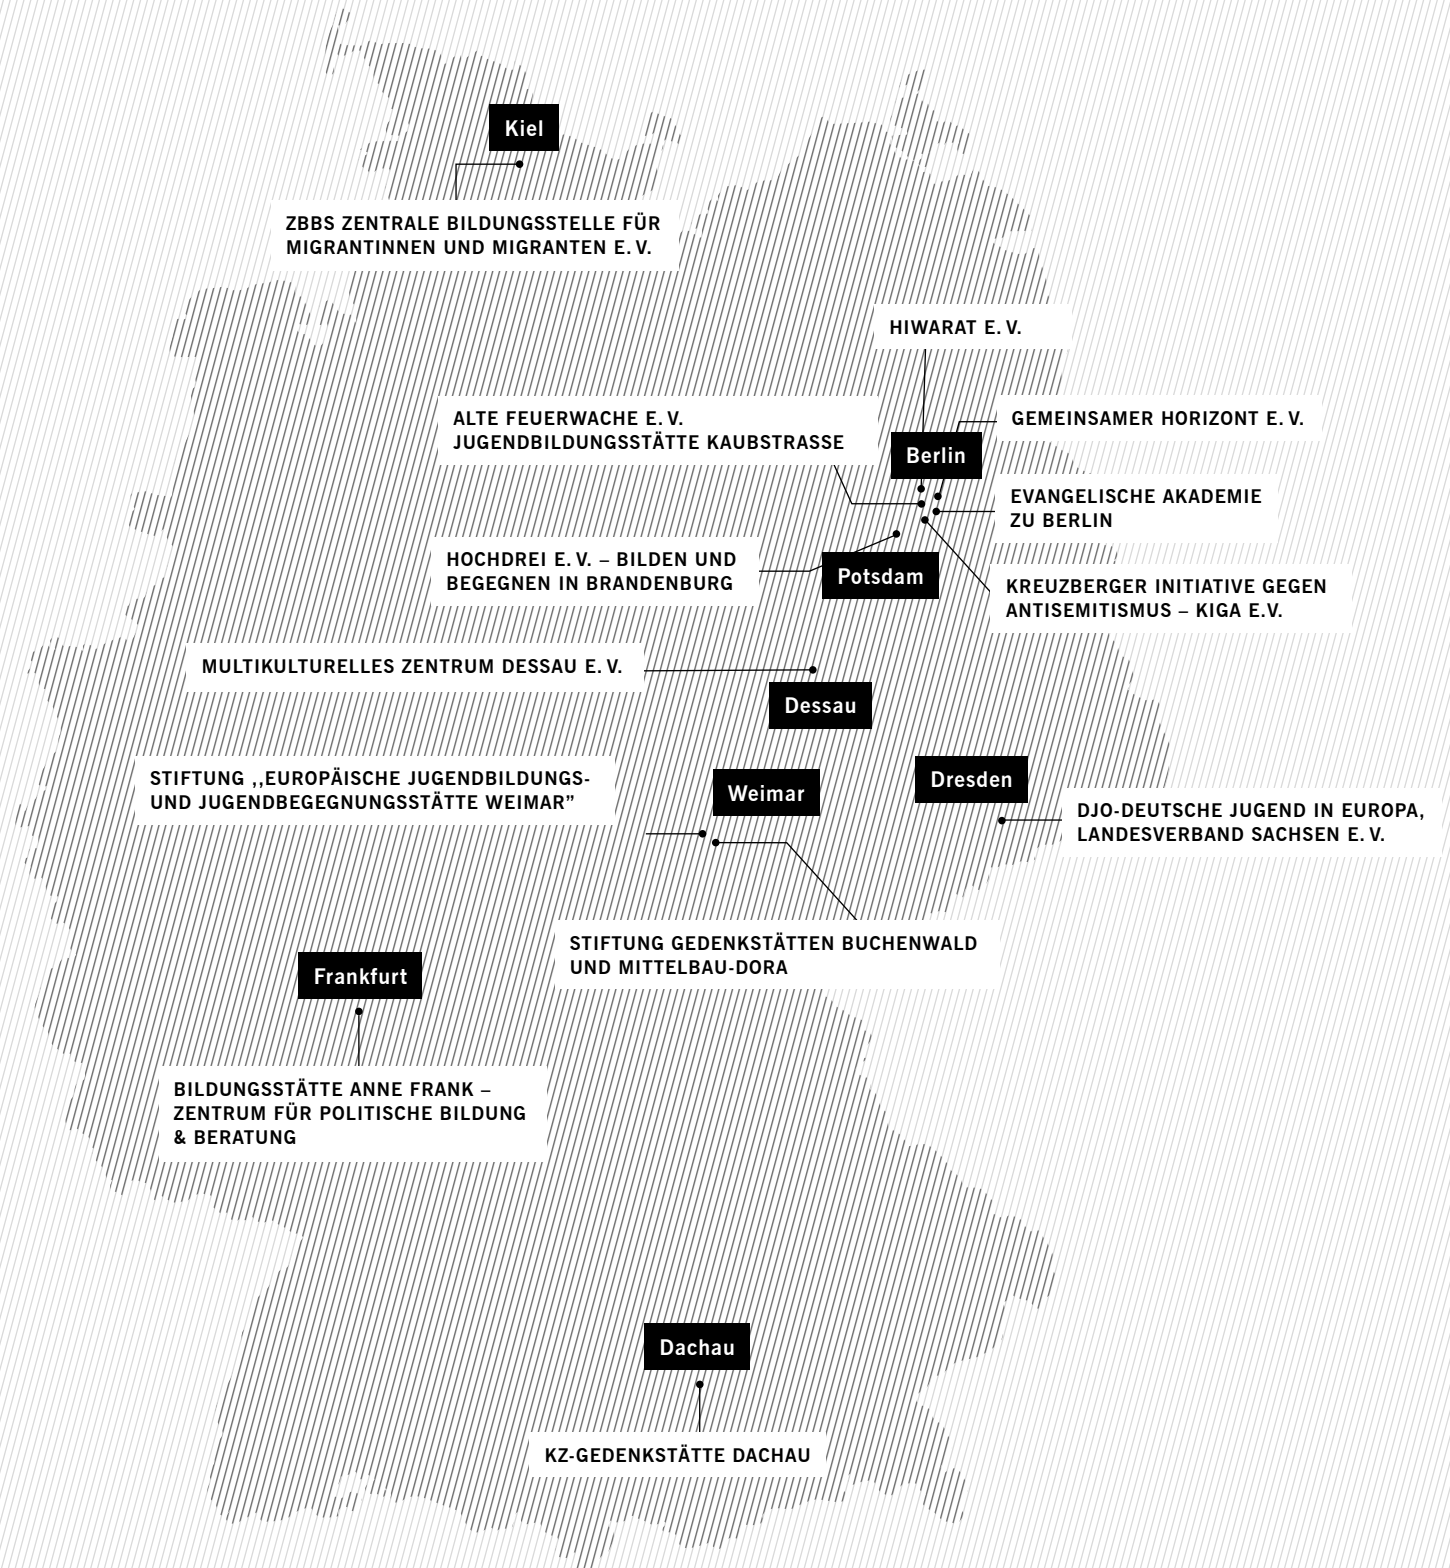 Kiel
ZBBS ZENTRALE BILDUNGSSTELLE FÜR
MIGRANTINNEN UND MIGRANTEN E. V.
HIWARAT E. V.
ALTE FEUERWACHE E. V.
JUGENDBILDUNGSSTÄTTE KAUBSTRASSE
GEMEINSAMER HORIZONT E. V.
Berlin
EVANGELISCHE AKADEMIE
ZU BERLIN
HOCHDREI E. V. – BILDEN UND
BEGEGNEN IN BRANDENBURG
Potsdam
KREUZBERGER INITIATIVE GEGEN
ANTISEMITISMUS – KIGA E.V.
MULTIKULTURELLES ZENTRUM DESSAU E. V.
Dessau
STIFTUNG ,,EUROPÄISCHE JUGENDBILDUNGS-
UND JUGENDBEGEGNUNGSSTÄTTE WEIMAR”
Weimar
Dresden
DJO-DEUTSCHE JUGEND IN EUROPA,
LANDESVERBAND SACHSEN E. V.
STIFTUNG GEDENKSTÄTTEN BUCHENWALD
UND MITTELBAU-DORA
Frankfurt
BILDUNGSSTÄTTE ANNE FRANK –
ZENTRUM FÜR POLITISCHE BILDUNG
& BERATUNG
Dachau
KZ-GEDENKSTÄTTE DACHAU